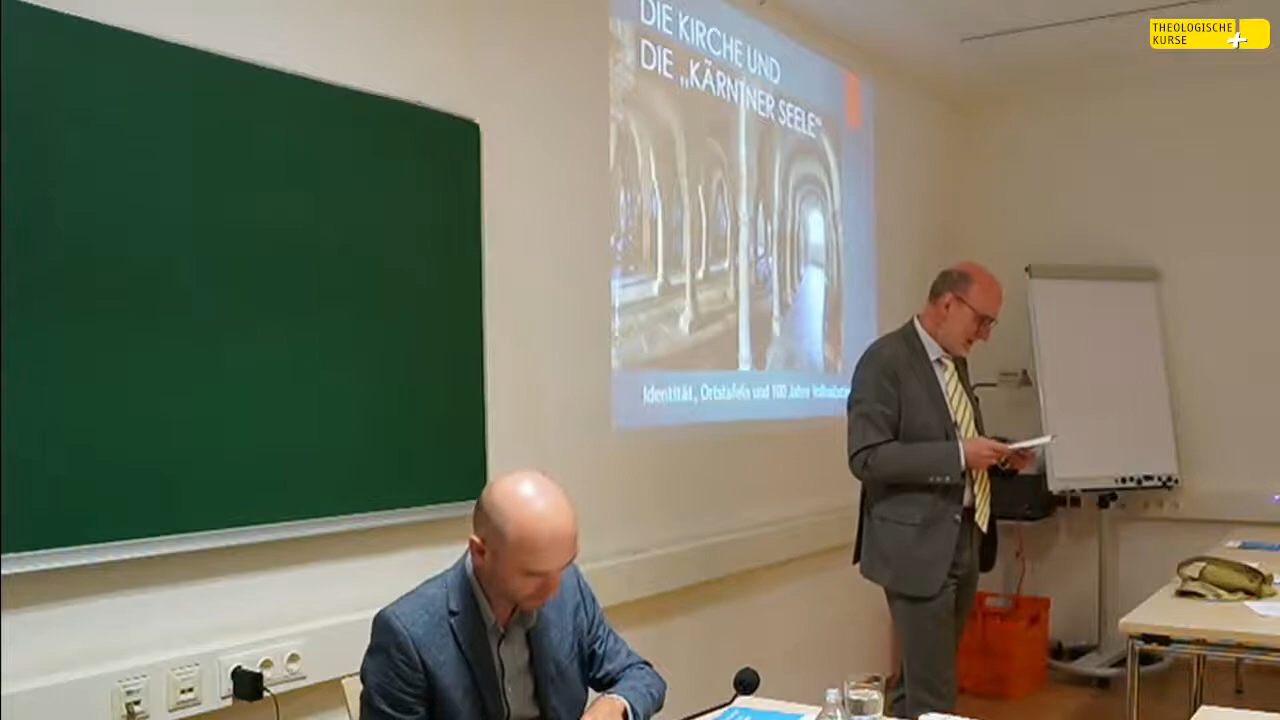 THEOLOGISCHE
KURSE
DIE KIRCHE UND
DIE „KÄRNTNER SEELE“
Identität, Ortstafeln und 100 Jahre